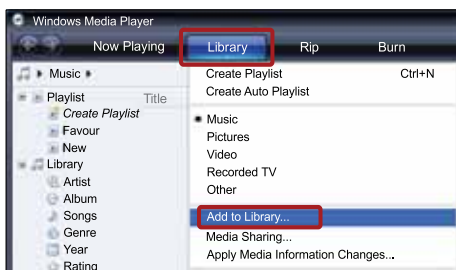 Windows Media Player
Now Playing Library Rip Burn
Music
Playlist Title
Create Playlist
Favour
New
Library
Artist
Album
Songs
Genre
Year
Rating
Create Playlist Ctrl+N
Create Auto Playlist
Music
Pictures
Video
Recorded TV
Other
Add to Library...
Media Sharing...
Apply Media Information Changes...